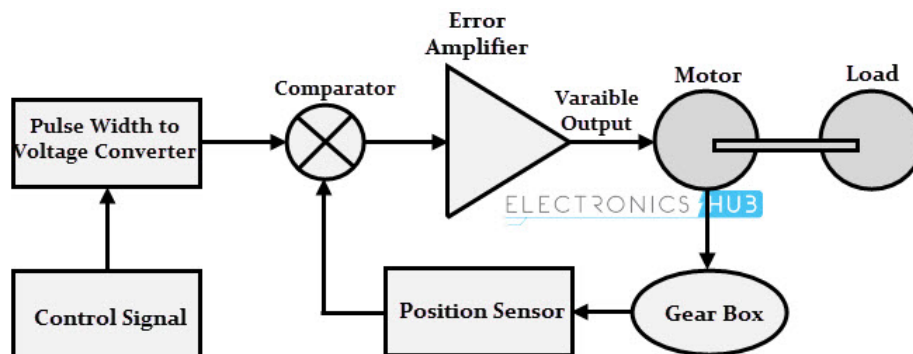 Error
Amplifier
Comparator
Varaible
Output
Motor
Load
Pulse Width to
Voltage Converter
ELECTRONICS HUB
Control Signal
Position Sensor
Gear Box